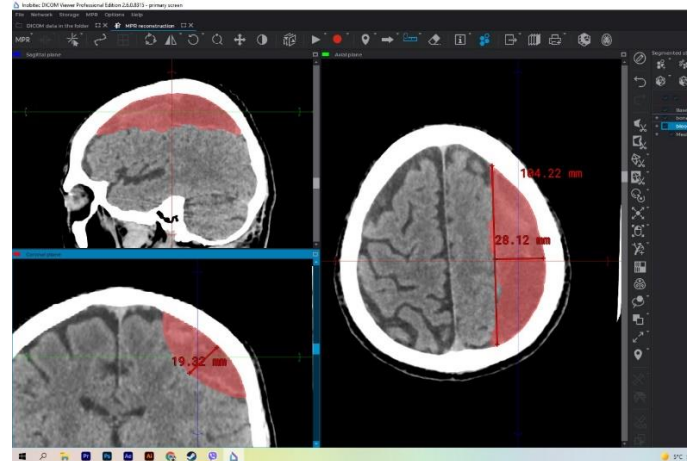 Inobitec DICOM Viewer Professional Edition 2.6.0.8315 - primary screen
File Network Storage MPR Options Help
DICOM data in the folder
MPR reconstruction
MPR
Sagittal plane
Axial plane
104.22 mm
28.12 mm
Coronal plane
19.32 mm
5°C